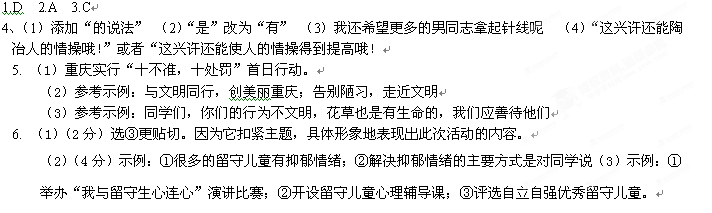 1.D  2.A  3.C
4、（1）添加“的说法”（2）“是”改为“有”（3）我还希望更多的男同志拿起针线呢 （4）“这兴许还能陶
冶人的情操哦！”或者“这兴许还能使人的情操得到提高哦！
5. （1）重庆实行“十不准，十处罚”首日行动。
（2）参考示例：与文明同行，创美丽重庆；告别陋习，走近文明
（3）参考示例：同学们，你们的行为不文明，花草也是有生命的，我们应善待他们
6. （1）（2分）选③更贴切。因为它扣紧主题，具体形象地表现出此次活动的内容。
（2）（4分）示例：①很多的留守儿童有抑郁情绪；②解决抑郁情绪的主要方式是对同学说（3）示例：①
举办“我与留守生心连心”演讲比赛；②开设留守儿童心理辅导课；③评选自立自强优秀留守儿童。